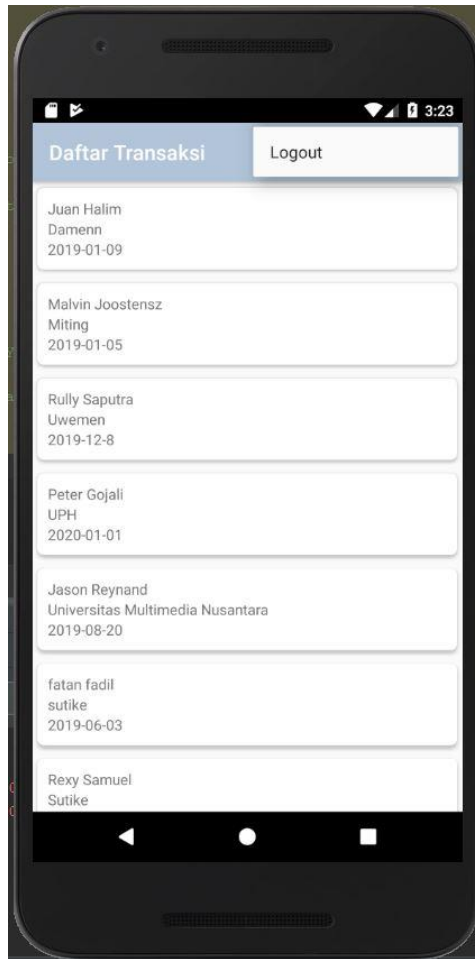 3:23
Daftar Transaksi
Logout
Juan Halim
Damenn
2019-01-09
Malvin Joostensz
Miting
2019-01-05
Rully Saputra
Uwemen
2019-12-8
Peter Gojali
UPH
2020-01-01
Jason Reynand
Universitas Multimedia Nusantara
2019-08-20
fatan fadil
sutike
2019-06-03
Rexy Samuel
Sutike